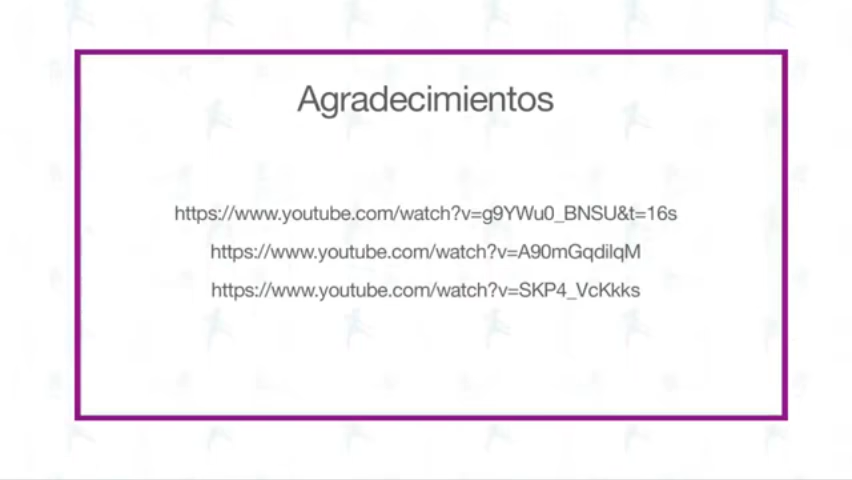 Agradecimientos
https://www.youtube.com/watch?v=g9YWu0_BNSU&t=16s
https://www.youtube.com/watch?v=A90mGqdilqM
https://www.youtube.com/watch?v=SKP4_VcKkks